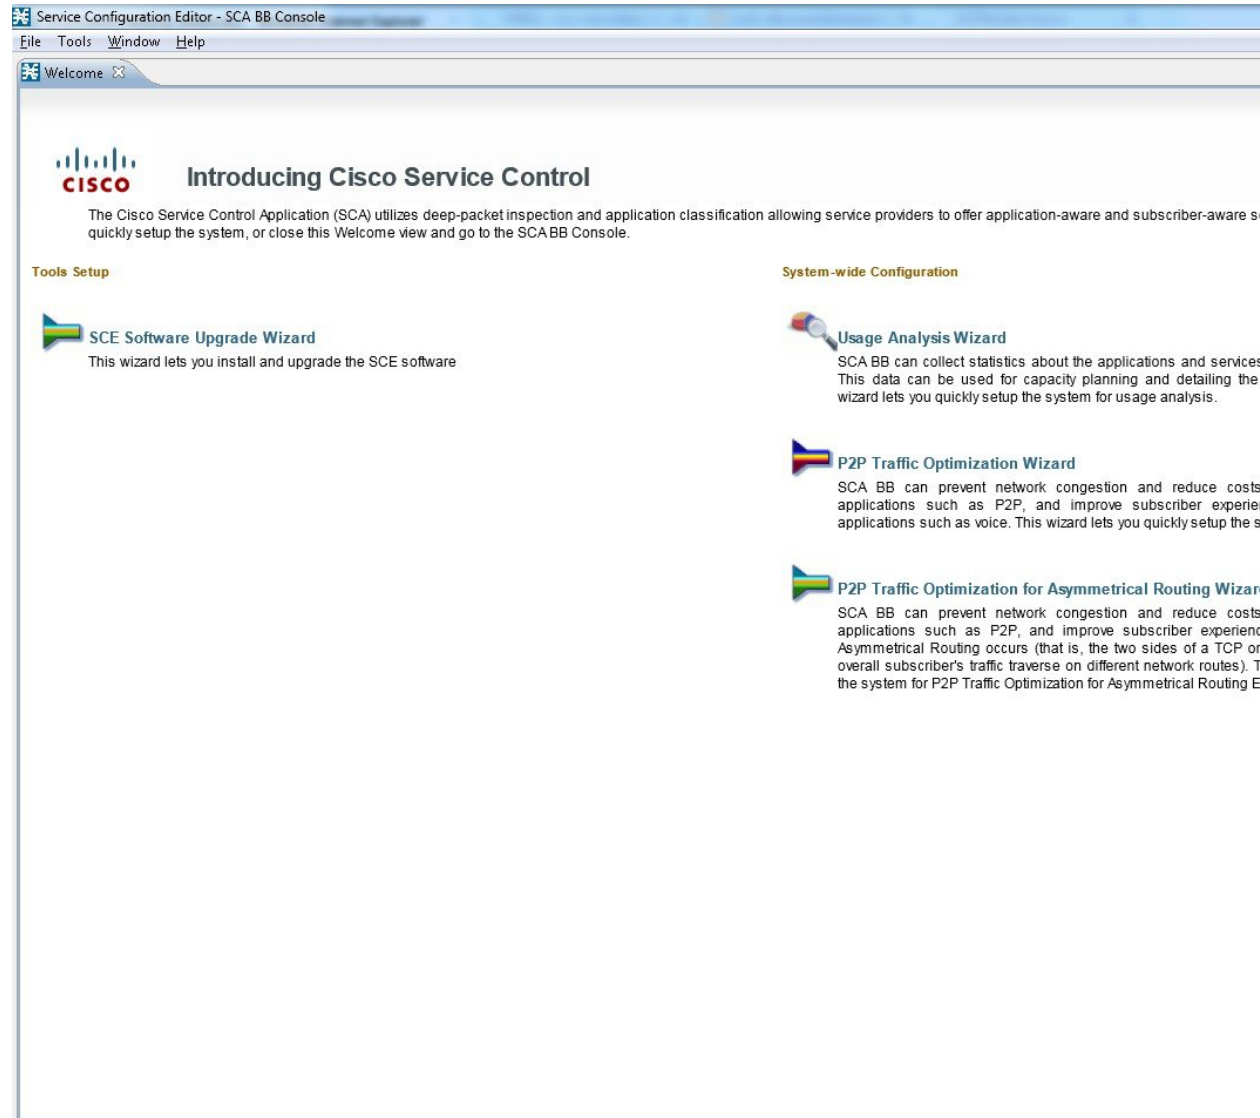 Service Configuration Editor - SCA BB Console
File Tools Window Help
Welcome
CISCO
Introducing Cisco Service Control
The Cisco Service Control Application (SCA) utilizes deep-packet inspection and application classification allowing service providers to offer application-aware and subscriber-aware
quickly setup the system, or close this Welcome view and go to the SCA BB Console.
Tools Setup
SCE Software Upgrade Wizard
This wizard lets you install and upgrade the SCE software
System-wide Configuration
Usage Analysis Wizard
SCA BB can collect statistics about the applications and services
This data can be used for capacity planning and detailing the
wizard lets you quickly setup the system for usage analysis.
P2P Traffic Optimization Wizard
SCA BB can prevent network congestion and reduce costs
applications such as P2P, and improve subscriber
applications such as voice. This wizard lets you quickly setup the
P2P Traffic Optimization for Asymmetrical Routing
SCA BB can prevent network congestion and reduce costs
applications such as P2P, and improve subscriber
Asymmetrical Routing occurs (that is, the two sides of a TCP or
overall subscriber's traffic traverse on different network routes).
the system for P2P Traffic Optimization for Asymmetrical Routing